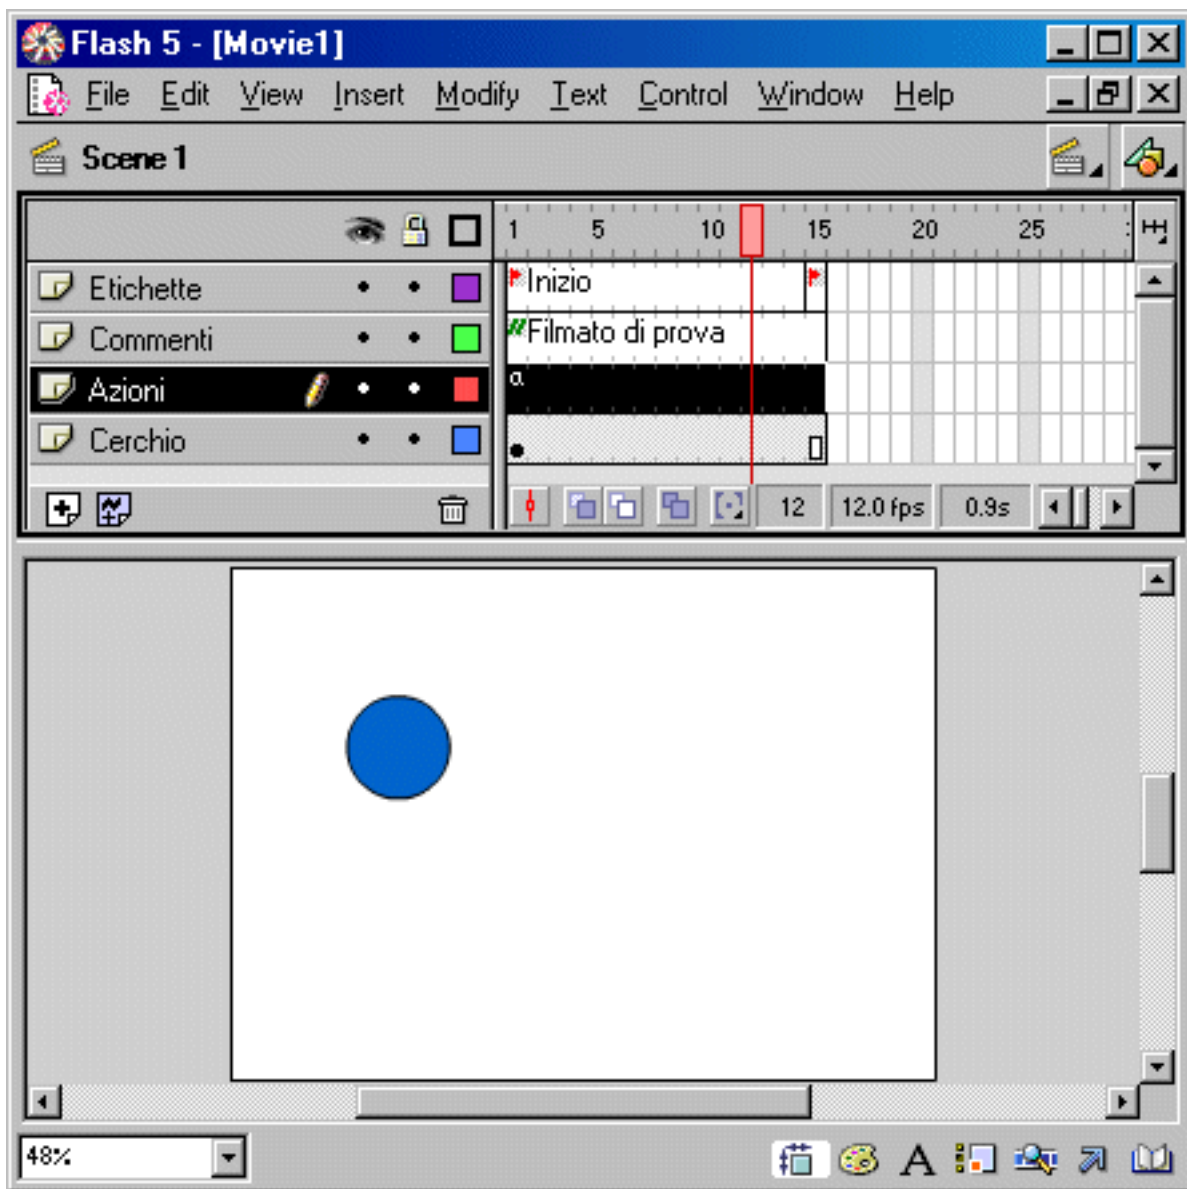 Flash 5 - [Movie1]
File Edit View Insert Modify Text Control Window Help
Scene 1
1 5 10 15 20 25
Etichette Inizio
Commenti //Filmato di prova
Azioni a
Cerchio
12 12.0 fps 0.9s
48%
A